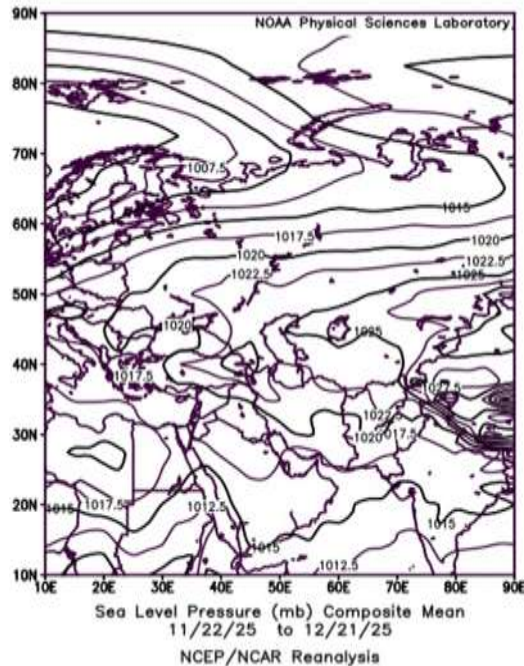 NOAA Physical Sciences Laboratory
90N
80N
70N
1007.5
1015
60N
1017.5
1020
1020
1022.5
1022.5
1025
50N
1020
1025
40N
1017.5
1027.5
1022.5
30N
1020
1017.5
20N
1015
1017.5
1012.5
1015
1015
1012.5
10N
10E
20E
30E
40E
50E
60E
70E
80E
90E
Sea Level Pressure (mb) Composite Mean
11/22/25 to 12/21/25
NCEP/NCAR Reanalysis